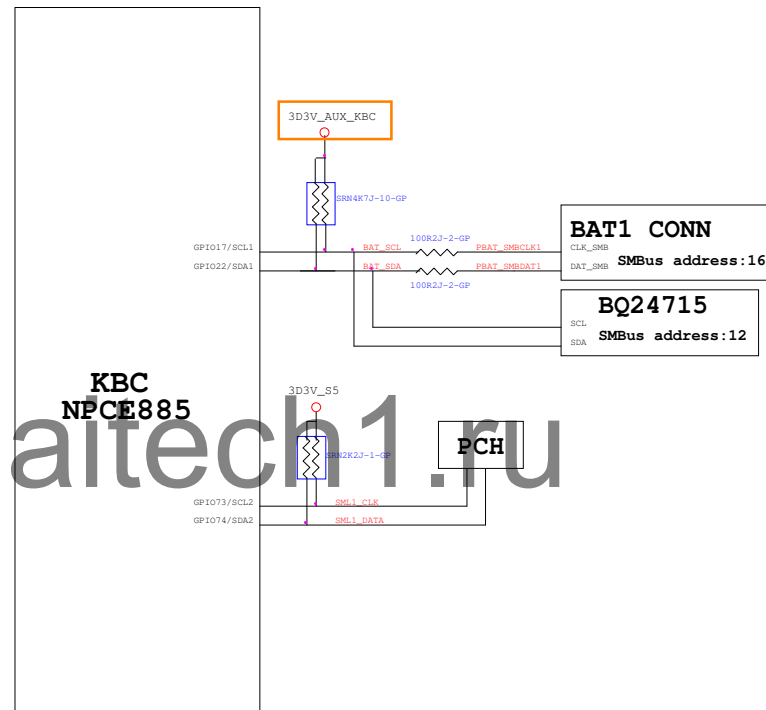 3D3V_AUX_KBC
SRN4K7J-10-GP
GPIO17/SCL1
BAT_SCL
100R2J-2-GP
PBAT_SMBCLK1
GPIO22/SDA1
BAT_SDA
100R2J-2-GP
PBAT_SMBDAT1
BAT1 CONN
CLK_SMB
SMBus address:16
DAT_SMB
BQ24715
SCL
SMBus address:12
SDA
KBC
NPCE885
3D3V_S5
SRN2K2J-1-GP
PCH
GPIO73/SCL2
SML1_CLK
GPIO74/SDA2
SML1_DATA
aitech1.ru